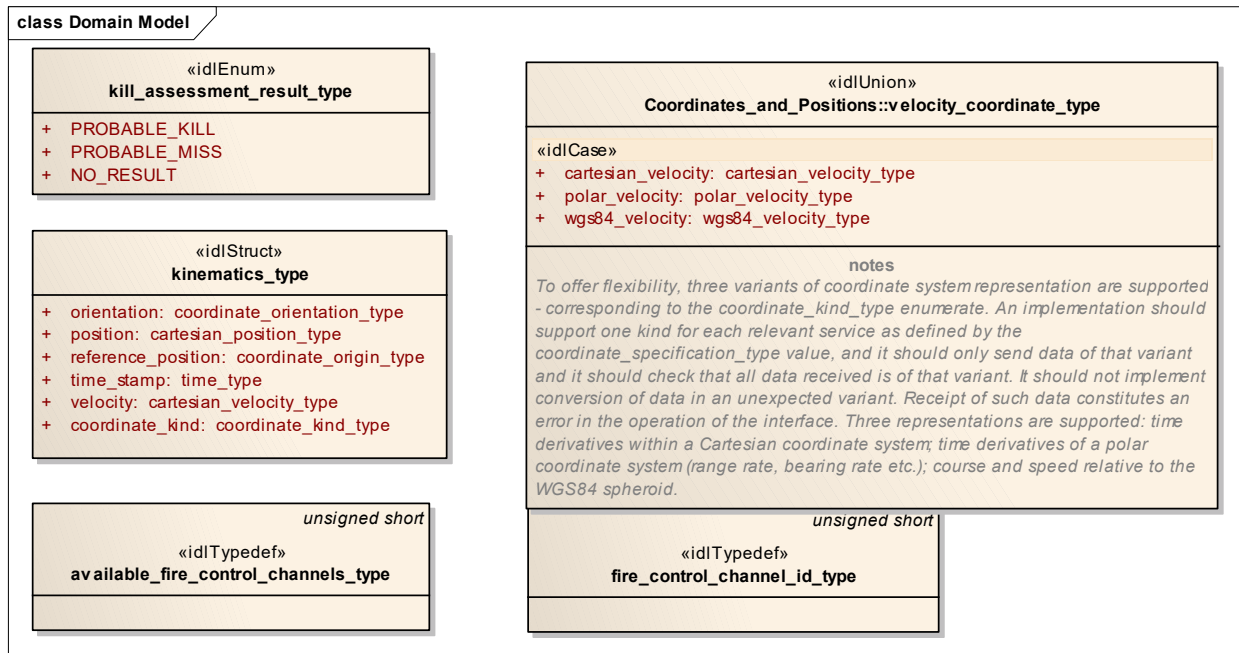 class Domain Model
«idlEnum»
kill_assessment_result_type
+ PROBABLE_KILL
+ PROBABLE_MISS
+ NO_RESULT
«idlStruct»
kinematics_type
+ orientation: coordinate_orientation_type
+ position: cartesian_position_type
+ reference_position: coordinate_origin_type
+ time_stamp: time_type
+ velocity: cartesian_velocity_type
+ coordinate_kind: coordinate_kind_type
unsigned short
«idlTypedef»
available_fire_control_channels_type
«idlUnion»
Coordinates_and_Positions::velocity_coordinate_type
«idlCase»
+ cartesian_velocity: cartesian_velocity_type
+ polar_velocity: polar_velocity_type
+ wgs84_velocity: wgs84_velocity_type
notes
To offer flexibility, three variants of coordinate system representation are supported
- corresponding to the coordinate_kind_type enumerate. An implementation should
support one kind for each relevant service as defined by the
coordinate_specification_type value, and it should only send data of that variant
and it should check that all data received is of that variant. It should not implement
conversion of data in an unexpected variant. Receipt of such data constitutes an
error in the operation of the interface. Three representations are supported: time
derivatives within a Cartesian coordinate system; time derivatives of a polar
coordinate system (range rate, bearing rate etc.); course and speed relative to the
WGS84 spheroid.
unsigned short
«idlTypedef»
fire_control_channel_id_type